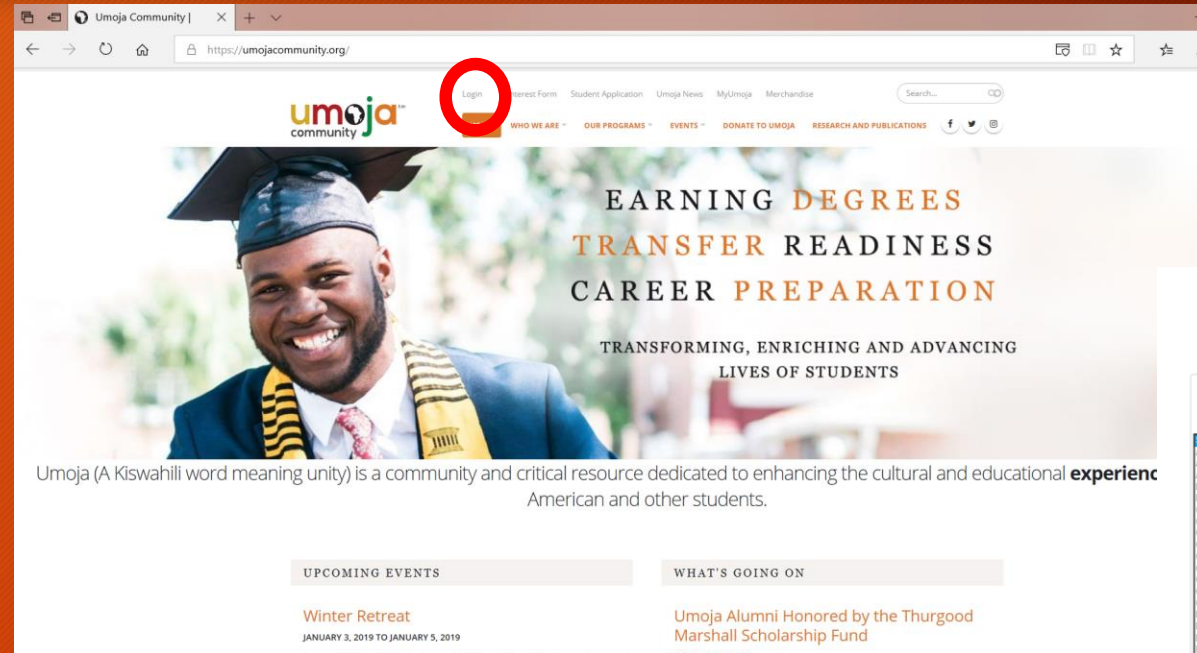 Umoja Community |
https://umojacommunity.org/
Login Interest Form Student Application Umoja News MyUmoja Merchandise
Search...
umoja
community
WHO WE ARE OUR PROGRAMS EVENTS DONATE TO UMOJA RESEARCH AND PUBLICATIONS
EARNING DEGREES
TRANSFER READINESS
CAREER PREPARATION
TRANSFORMING, ENRICHING AND ADVANCING
LIVES OF STUDENTS
Umoja (A Kiswahili word meaning unity) is a community and critical resource dedicated to enhancing the cultural and educational experienc
American and other students.
UPCOMING EVENTS
WHAT'S GOING ON
Winter Retreat
JANUARY 3, 2019 TO JANUARY 5, 2019
Umoja Alumni Honored by the Thurgood
Marshall Scholarship Fund